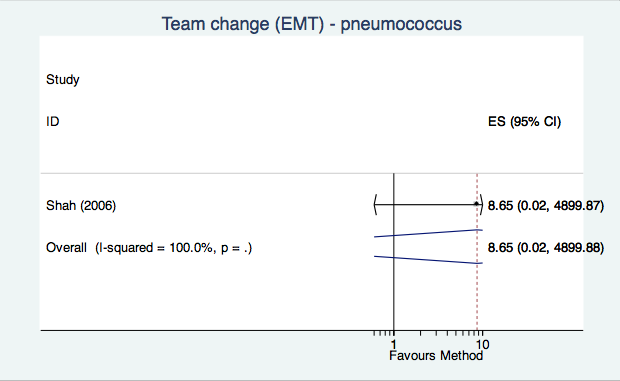 Team change (EMT) - pneumococcus
Study
ID ES (95% CI)
Shah (2006) 8.65 (0.02, 4899.87)
Overall (I-squared = 100.0%, p = .) 8.65 (0.02, 4899.88)
1 10
Favours Method